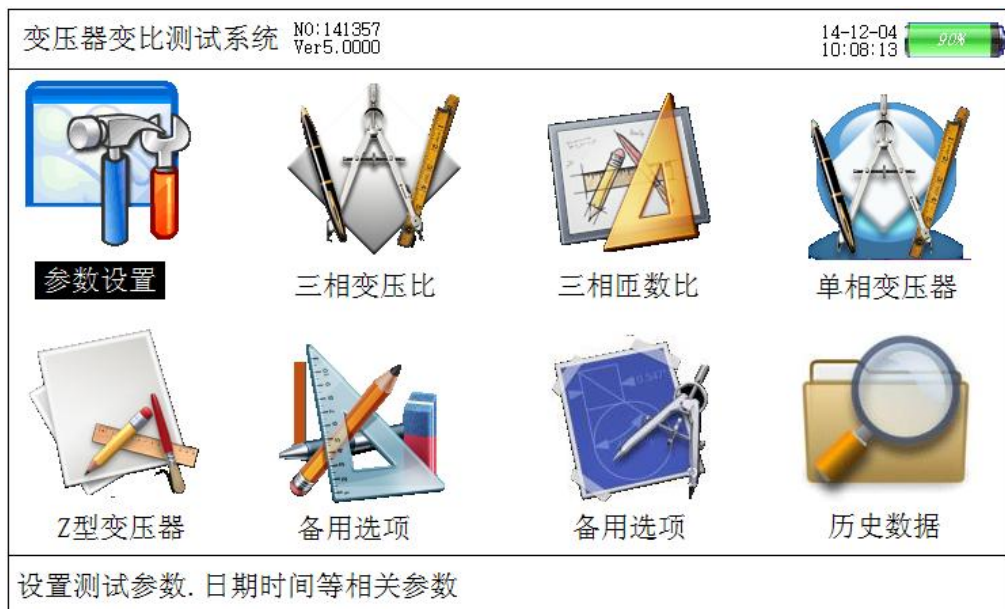 变压器变比测试系统 NO:141357
Ver5.0000
14-12-04
10:08:13
90%
参数设置
三相变压比
三相匝数比
单相变压器
Z型变压器
备用选项
备用选项
历史数据
设置测试参数.日期时间等相关参数